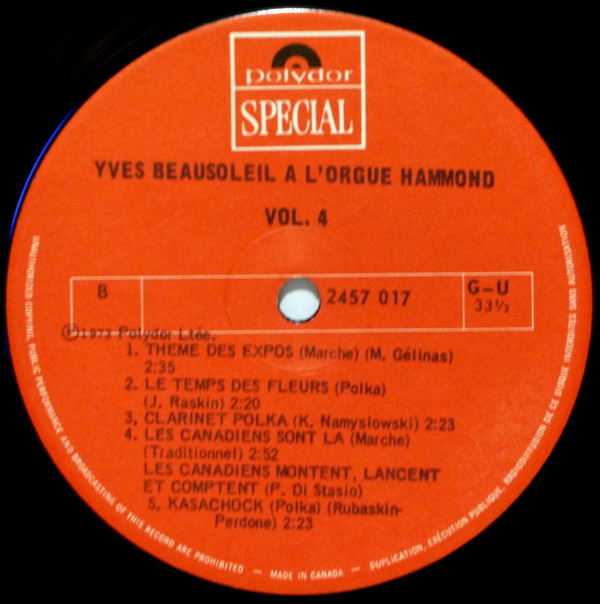 polydor
SPECIAL
YVES BEAUSOLEIL A L'ORGUE HAMMOND
VOL. 4
B
2457 017
G-U
33⅓
Ⓟ1973 Polydor Ltée.
1. THEME DES EXPOS (Marche) (M. Gélinas)
2:35
2. LE TEMPS DES FLEURS (Polka)
(J. Raskin) 2:20
3. CLARINET POLKA (K. Namyslowski) 2:23
4. LES CANADIENS SONT LA (Marche)
(Traditionnel) 2:52
LES CANADIENS MONTENT, LANCENT
ET COMPTENT (P. Di Stasio)
5. KASACHOCK (Polka) (Rubaskin-
Perdone) 2:23
UNAUTHORIZED COPYING, PUBLIC PERFORMANCE AND BROADCASTING OF THIS RECORD ARE PROHIBITED — MADE IN CANADA — DUPLICATION, EXÉCUTION PUBLIQUE, RADIODIFFUSION DE CE DISQUE INTERDITES SANS AUTORISATION